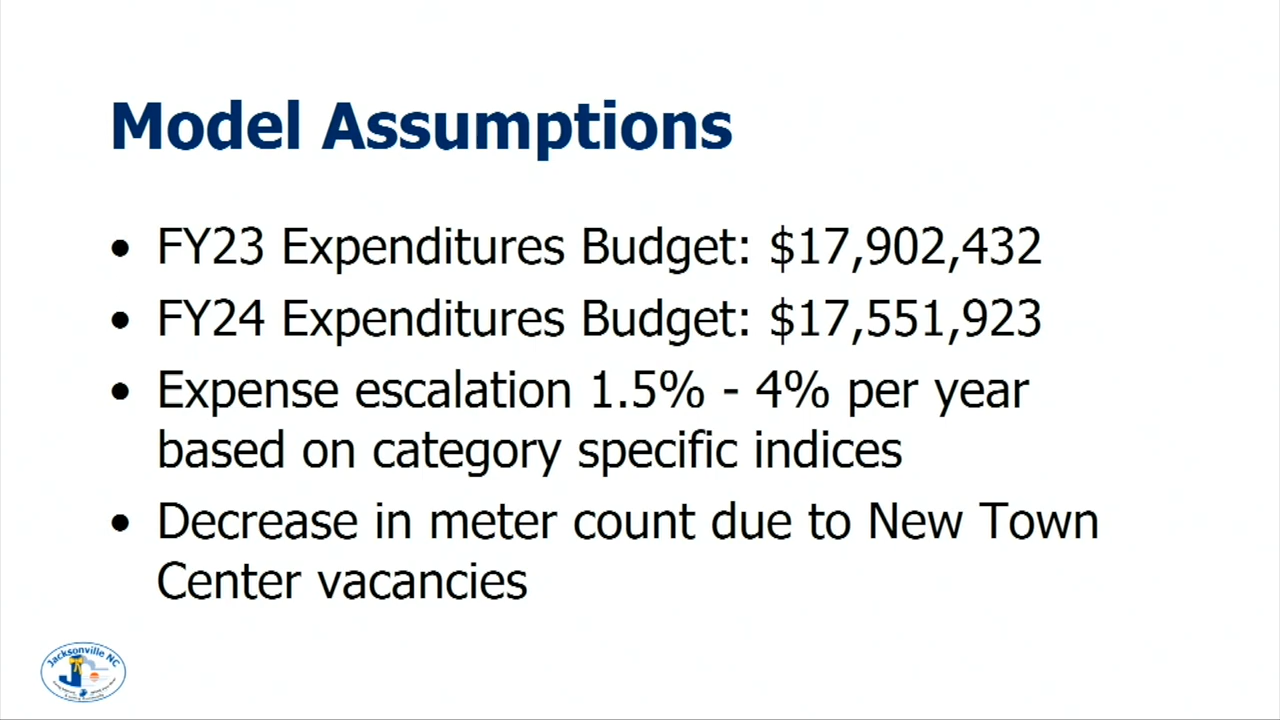 Model Assumptions
• FY23 Expenditures Budget: $17,902,432
• FY24 Expenditures Budget: $17,551,923
• Expense escalation 1.5% - 4% per year
based on category specific indices
• Decrease in meter count due to New Town
Center vacancies
Jacksonville NC